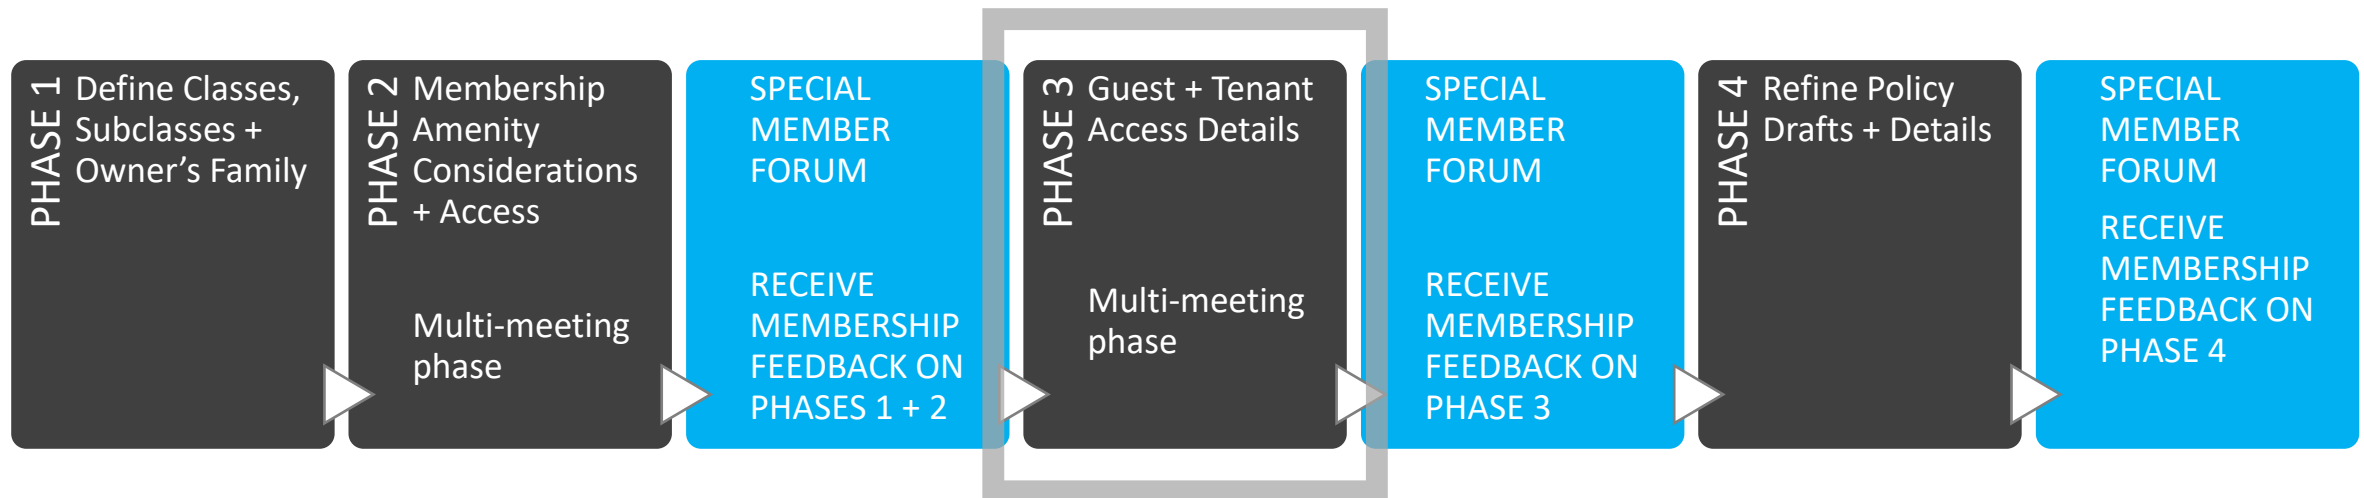 PHASE 1
Define Classes,
Subclasses +
Owner’s Family
PHASE 2
Membership
Amenity
Considerations
+ Access
Multi-meeting
phase
SPECIAL
MEMBER
FORUM
RECEIVE
MEMBERSHIP
FEEDBACK ON
PHASES 1 + 2
PHASE 3
Guest + Tenant
Access Details
Multi-meeting
phase
SPECIAL
MEMBER
FORUM
RECEIVE
MEMBERSHIP
FEEDBACK ON
PHASE 3
PHASE 4
Refine Policy
Drafts + Details
SPECIAL
MEMBER
FORUM
RECEIVE
MEMBERSHIP
FEEDBACK ON
PHASE 4